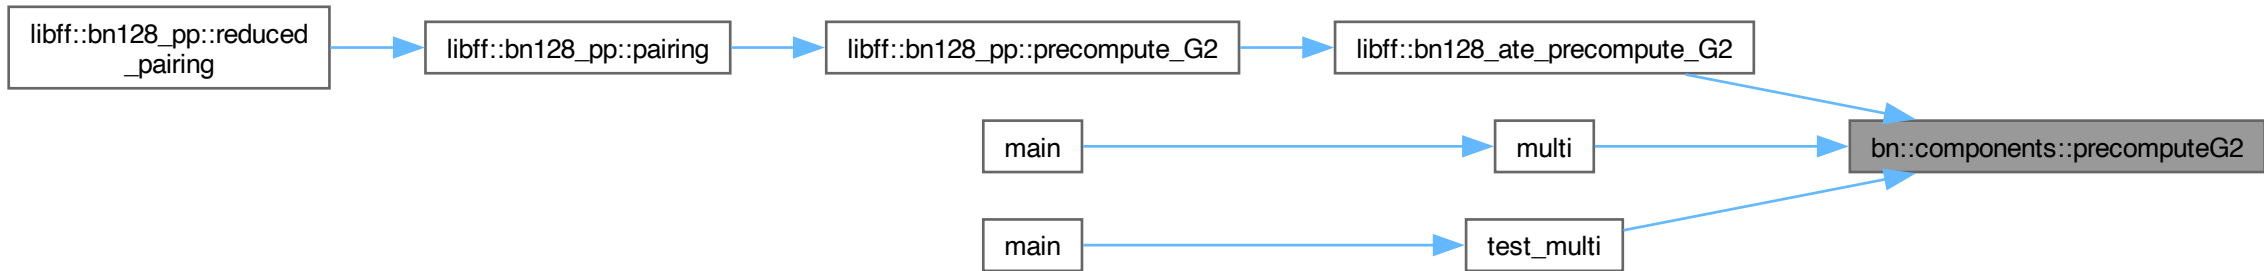 libff::bn128_pp::reduced
_pairing
libff::bn128_pp::pairing
libff::bn128_pp::precompute_G2
libff::bn128_ate_precompute_G2
main
multi
bn::components::precomputeG2
main
test_multi